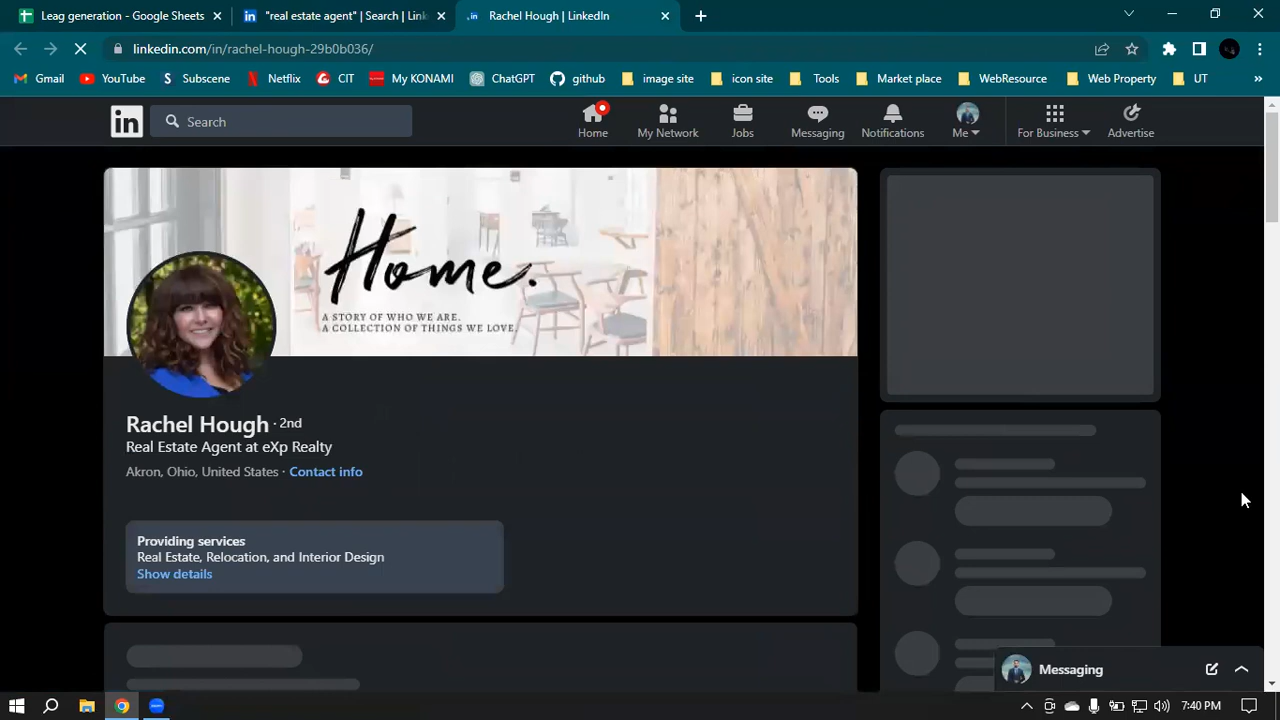 Leag generation - Google Sheets
"real estate agent" | Search | Link
Rachel Hough | LinkedIn
linkedin.com/in/rachel-hough-29b0b036/
Gmail
YouTube
Subscene
Netflix
CIT
My KONAMI
ChatGPT
github
image site
icon site
Tools
Market place
WebResource
Web Property
UT
»
in
Search
Home
My Network
Jobs
Messaging
Notifications
Me
For Business
Advertise
Home.
A STORY OF WHO WE ARE.
A COLLECTION OF THINGS WE LOVE.
Rachel Hough · 2nd
Real Estate Agent at eXp Realty
Akron, Ohio, United States · Contact info
Providing services
Real Estate, Relocation, and Interior Design
Show details
Messaging
7:40 PM